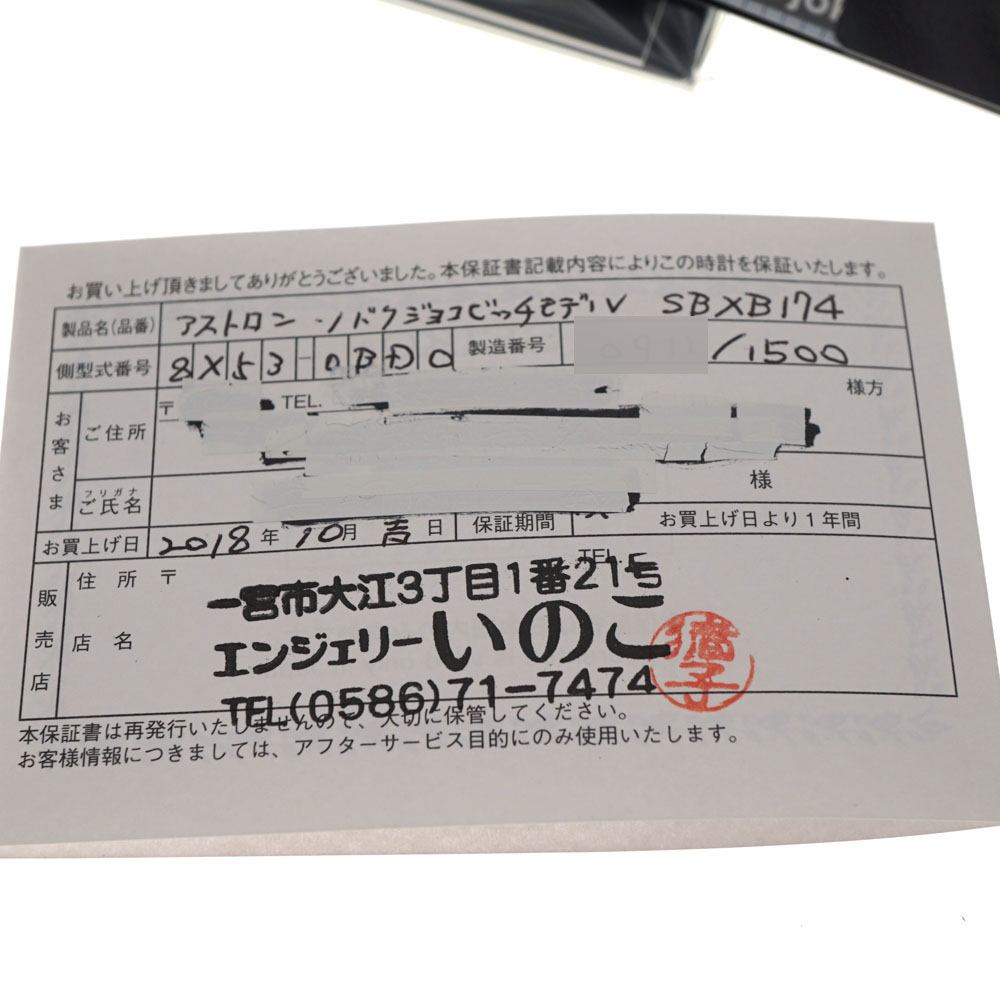 お買い上げ頂きましてありがとうございました。本保証書記載内容によりこの時計を保証いたします。
製品名(品番) アストロン ノバクジョコビッチモデル SBXB174
側型式番号 8X53-0BD0 製造番号 /1500
お客さま
〒 TEL. 様方
ご住所
フリガナ
ご氏名 様
お買上げ日 2018年 10月 吉日 保証期間 お買上げ日より1年間
販売店
住所 〒 TEL
一宮市大江3丁目1番21号
店名 エンジェリーいのこ
猪子
TEL(0586)71-7474
本保証書は再発行いたしませんので、大切に保管してください。
お客様情報につきましては、アフターサービス目的にのみ使用いたします。